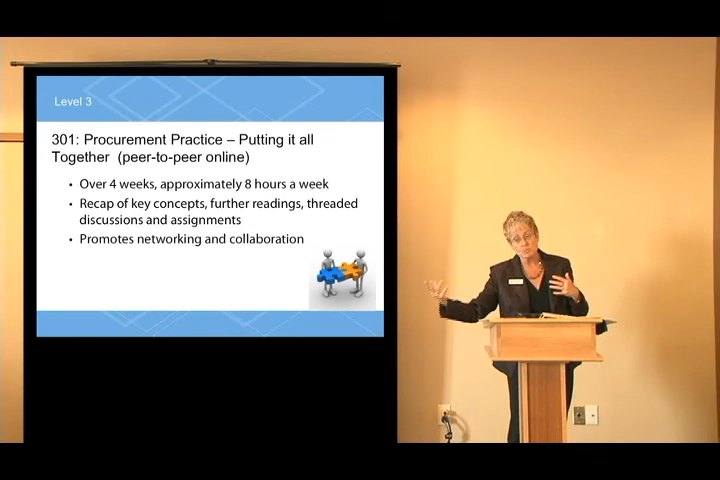 Level 3
301: Procurement Practice – Putting it all
Together (peer-to-peer online)
• Over 4 weeks, approximately 8 hours a week
• Recap of key concepts, further readings, threaded
discussions and assignments
• Promotes networking and collaboration